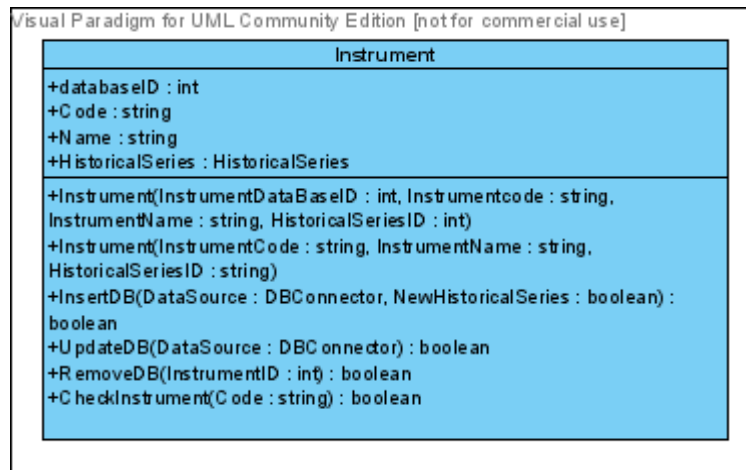 Visual Paradigm for UML Community Edition [not for commercial use]
Instrument
+databaseID : int
+Code : string
+Name : string
+HistoricalSeries : HistoricalSeries
+Instrument(InstrumentDataBaseID : int, Instrumentcode : string,
InstrumentName : string, HistoricalSeriesID : int)
+Instrument(InstrumentCode : string, InstrumentName : string,
HistoricalSeriesID : string)
+InsertDB(DataSource : DBConnector, NewHistoricalSeries : boolean) :
boolean
+UpdateDB(DataSource : DBConnector) : boolean
+RemoveDB(InstrumentID : int) : boolean
+CheckInstrument(Code : string) : boolean